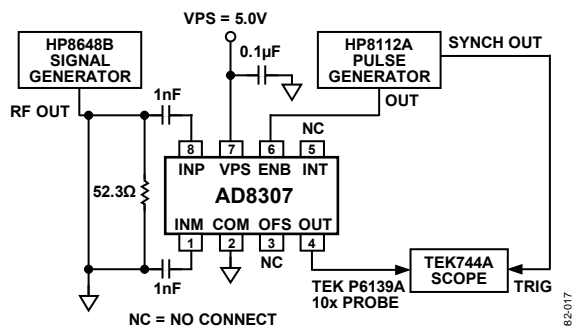 VPS = 5.0V
HP8648B
SIGNAL
GENERATOR
0.1µF
HP8112A
PULSE
GENERATOR
SYNCH OUT
RF OUT
1nF
OUT
NC
8
7
6
5
INP
VPS
ENB
INT
52.3Ω
AD8307
INM
COM
OFS
OUT
1
2
3
4
NC
1nF
TEK P6139A
10x PROBE
TEK744A
SCOPE
TRIG
NC = NO CONNECT
82-017